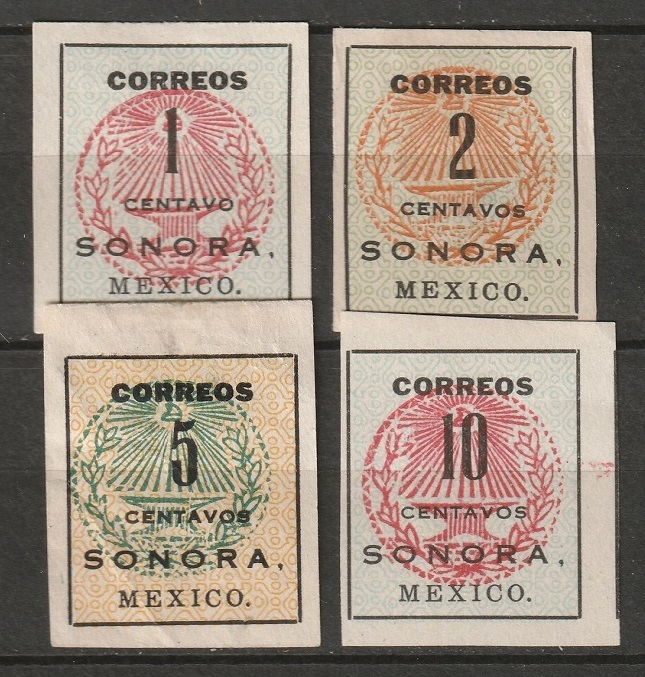 CORREOS
1
CENTAVO
SONORA,
MEXICO.
CORREOS
2
CENTAVOS
SONORA,
MEXICO.
CORREOS
5
CENTAVOS
SONORA,
MEXICO.
CORREOS
10
CENTAVOS
SONORA,
MEXICO.